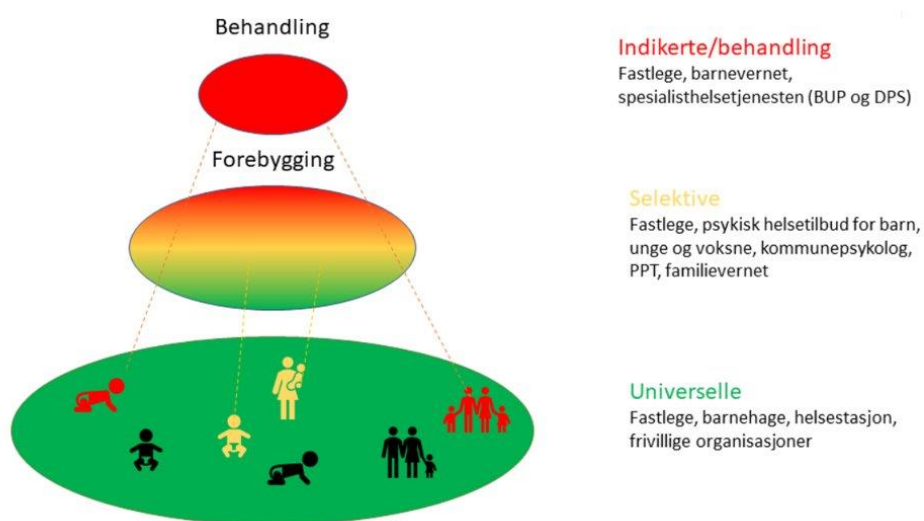 Behandling
Forebygging
Indikerte/behandling
Fastlege, barnevernet,
spesialisthelsetjenesten (BUP og DPS)
Selektive
Fastlege, psykisk helsetilbud for barn,
unge og voksne, kommunepsykolog,
PPT, familievernet
Universelle
Fastlege, barnehage, helsestasjon,
frivillige organisasjoner